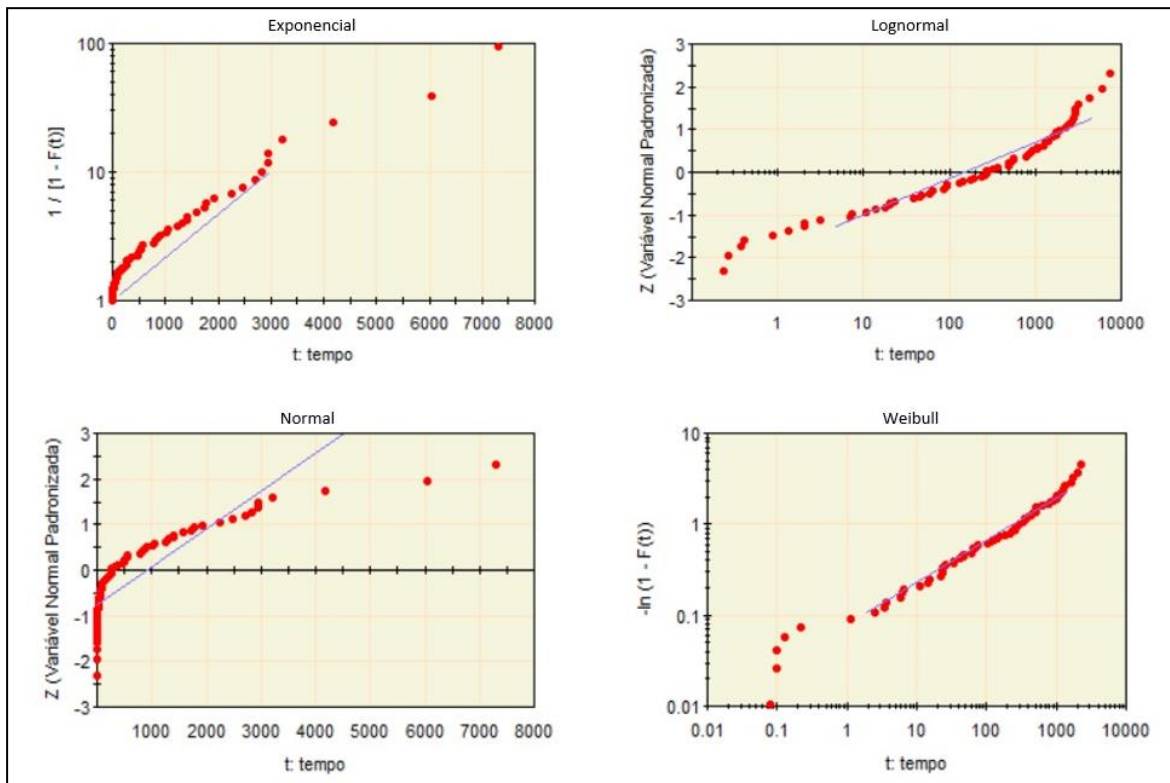 Exponencial
100
10
1
1 / [1 - F(t)]
0 1000 2000 3000 4000 5000 6000 7000 8000
t: tempo
Lognormal
3
2
1
0
-1
-2
-3
Z (Variável Normal Padronizada)
1 10 100 1000 10000
t: tempo
Normal
3
2
1
0
-1
-2
-3
Z (Variável Normal Padronizada)
1000 2000 3000 4000 5000 6000 7000 8000
t: tempo
Weibull
10
1
0.1
0.01
-ln (1 - F(t))
0.01 0.1 1 10 100 1000 10000
t: tempo